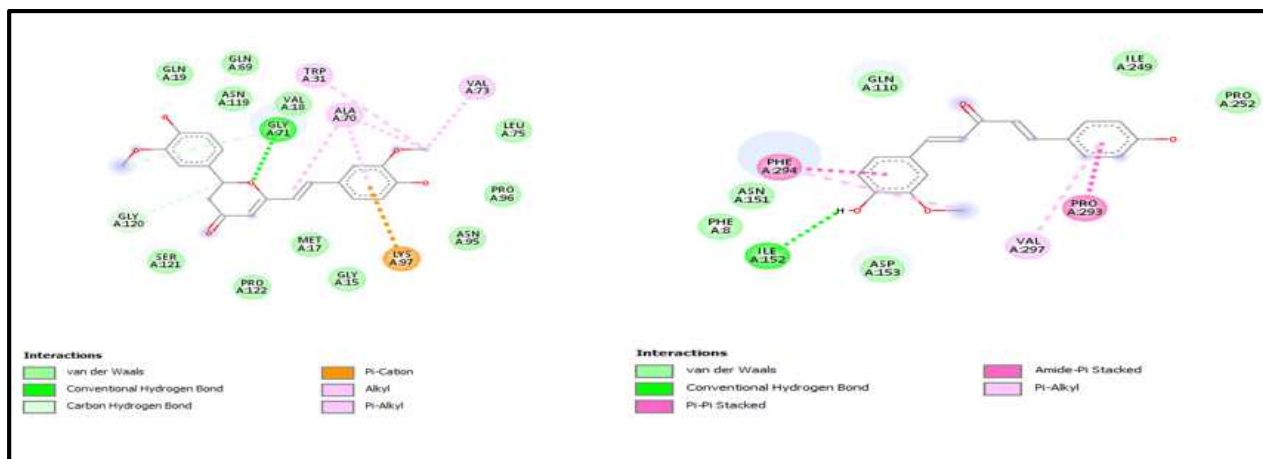 GLN
A:19
GLN
A:69
ASN
A:119
VAL
A:18
GLY
A:71
TRP
A:31
ALA
A:70
VAL
A:73
LEU
A:75
PRO
A:96
ASN
A:95
LYS
A:97
GLY
A:15
MET
A:17
PRO
A:122
SER
A:121
GLY
A:120
O
Interactions
van der Waals
Conventional Hydrogen Bond
Carbon Hydrogen Bond
Pi-Cation
Alkyl
Pi-Alkyl
GLN
A:110
ILE
A:249
PRO
A:252
PHE
A:294
ASN
A:151
PHE
A:8
ILE
A:152
H
O
ASP
A:153
VAL
A:297
PRO
A:293
Interactions
van der Waals
Conventional Hydrogen Bond
Pi-Pi Stacked
Amide-Pi Stacked
Pi-Alkyl